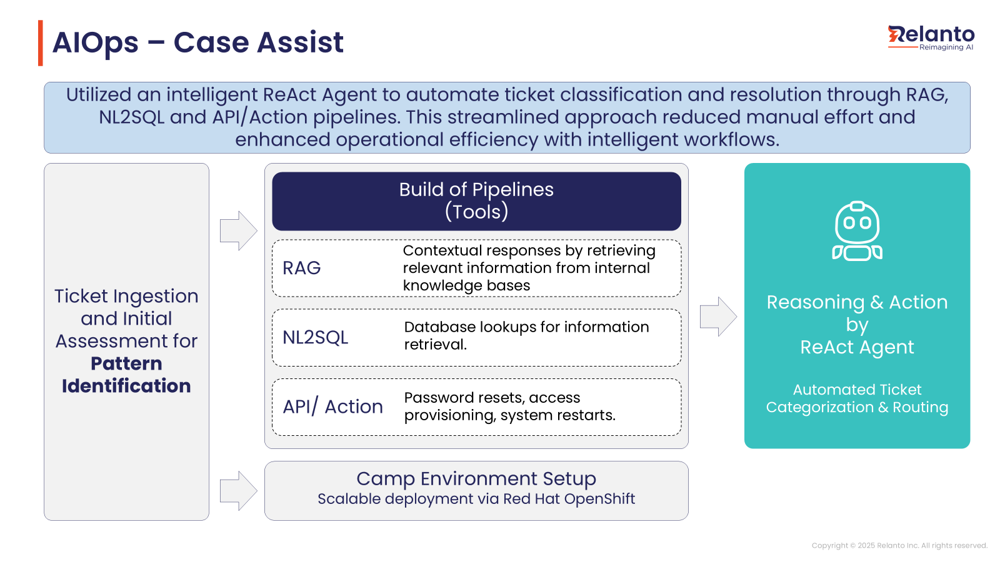 AIOps – Case Assist
Relanto
Reimagining AI
Utilized an intelligent ReAct Agent to automate ticket classification and resolution through RAG,
NL2SQL and API/Action pipelines. This streamlined approach reduced manual effort and
enhanced operational efficiency with intelligent workflows.
Ticket Ingestion
and Initial
Assessment for
Pattern
Identification
Build of Pipelines
(Tools)
RAG
Contextual responses by retrieving
relevant information from internal
knowledge bases
NL2SQL
Database lookups for information
retrieval.
API/ Action
Password resets, access
provisioning, system restarts.
Camp Environment Setup
Scalable deployment via Red Hat OpenShift
Reasoning & Action
by
ReAct Agent
Automated Ticket
Categorization & Routing
Copyright © 2025 Relanto Inc. All rights reserved.